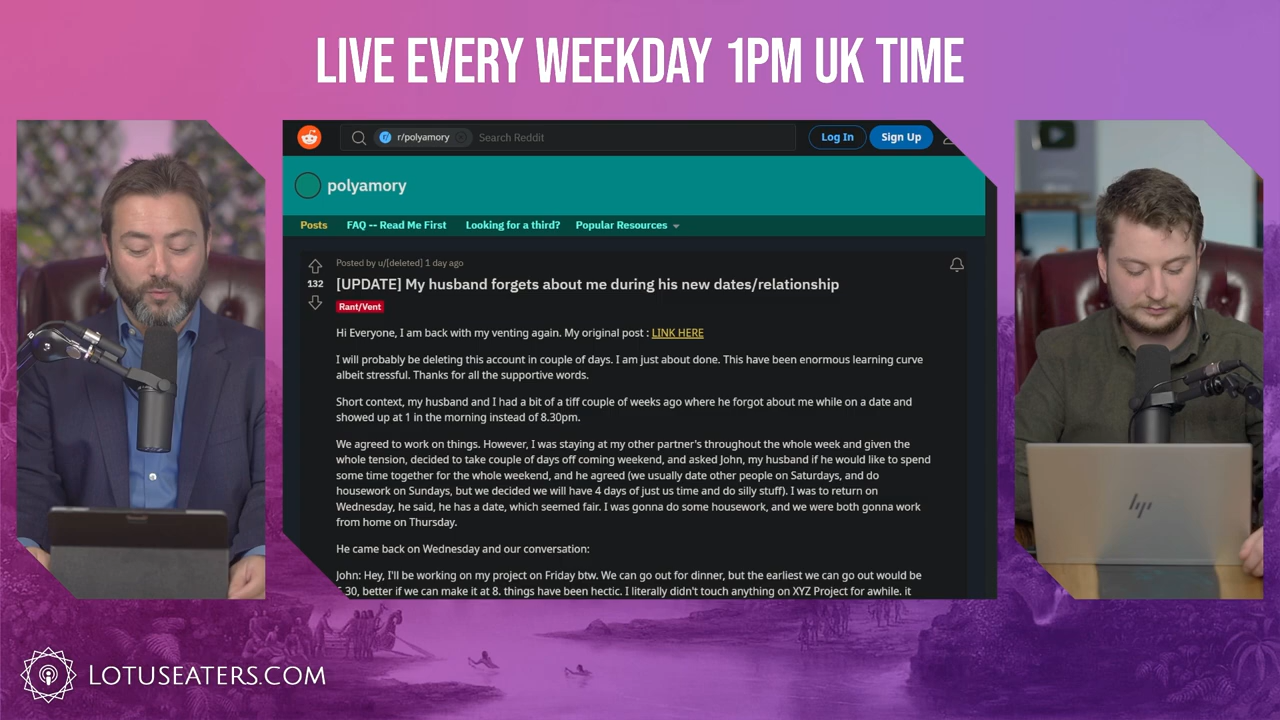 LIVE EVERY WEEKDAY 1PM UK TIME
r/polyamory
Search Reddit
Log In
Sign Up
polyamory
Posts
FAQ -- Read Me First
Looking for a third?
Popular Resources
Posted by u/[deleted] 1 day ago
132
[UPDATE] My husband forgets about me during his new dates/relationship
Rant/Vent
Hi Everyone, I am back with my venting again. My original post : LINK HERE
I will probably be deleting this account in couple of days. I am just about done. This have been enormous learning curve
albeit stressful. Thanks for all the supportive words.
Short context, my husband and I had a bit of a tiff couple of weeks ago where he forgot about me while on a date and
showed up at 1 in the morning instead of 8.30pm.
We agreed to work on things. However, I was staying at my other partner's throughout the whole week and given the
whole tension, decided to take couple of days off coming weekend, and asked John, my husband if he would like to spend
some time together for the whole weekend, and he agreed (we usually date other people on Saturdays, and do
housework on Sundays, but we decided we will have 4 days of just us time and do silly stuff). I was to return on
Wednesday, he said, he has a date, which seemed fair. I was gonna do some housework, and we were both gonna work
from home on Thursday.
He came back on Wednesday and our conversation:
John: Hey, I'll be working on my project on Friday btw. We can go out for dinner, but the earliest we can go out would be
.30, better if we can make it at 8. things have been hectic. I literally didn't touch anything on XYZ Project for awhile. it
hp
LOTUSEATERS.COM